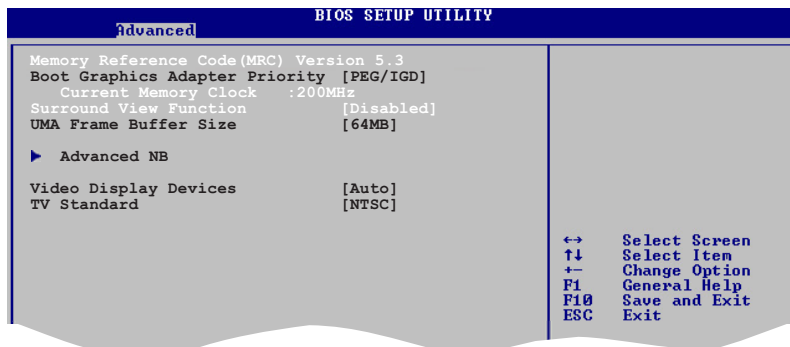 BIOS SETUP UTILITY
Advanced
Memory Reference Code(MRC) Version 5.3
Boot Graphics Adapter Priority [PEG/IGD]
Current Memory Clock :200MHz
Surround View Function [Disabled]
UMA Frame Buffer Size [64MB]
Advanced NB
Video Display Devices [Auto]
TV Standard [NTSC]
←→ Select Screen
↑↓ Select Item
+- Change Option
F1 General Help
F10 Save and Exit
ESC Exit